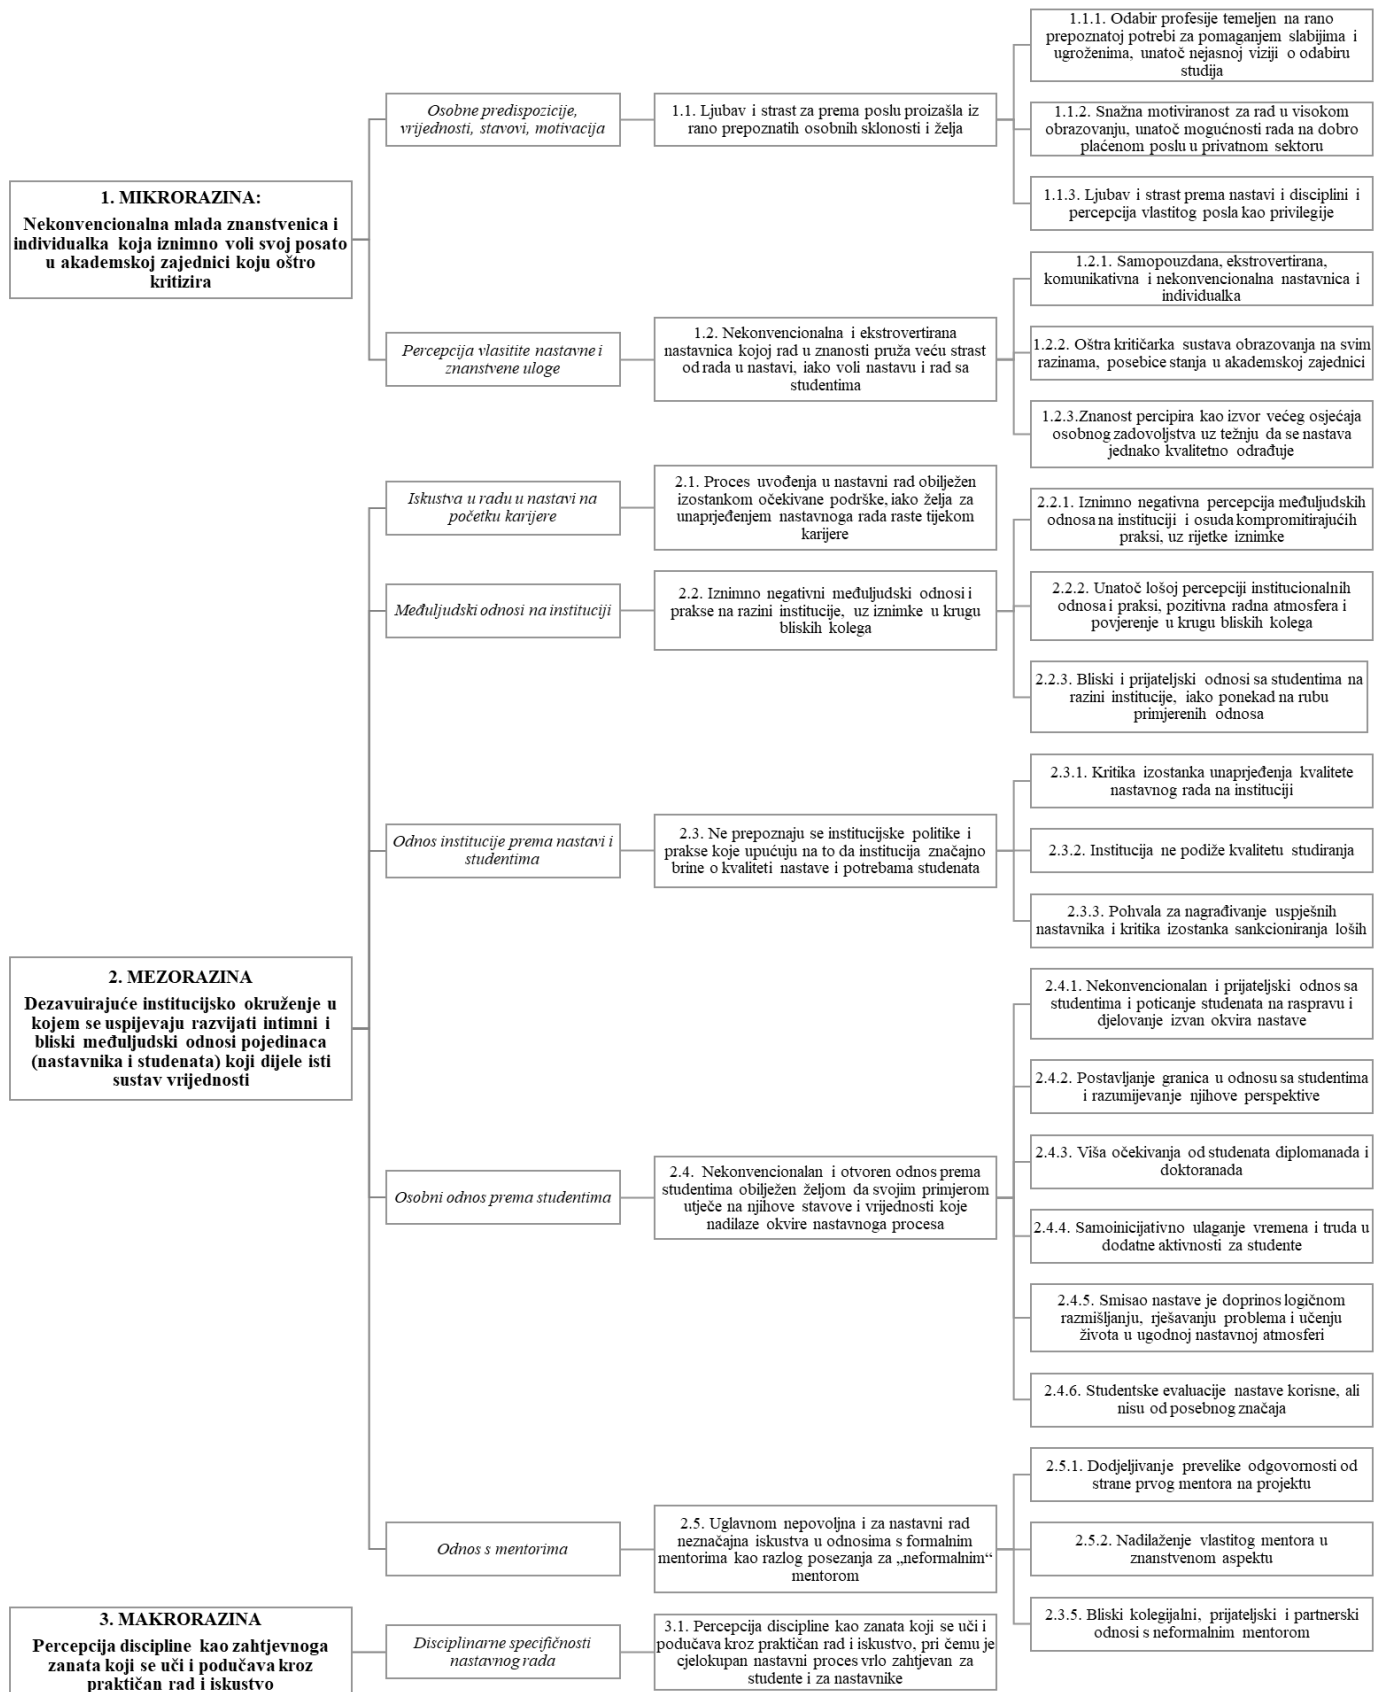 1. MIKRORAZINA:
Nekonvencionalna mlada znanstvenica i
individualka koja iznimno voli svoj posato
u akademskoj zajednici koju oštro
kritizira
Osobne predispozicije,
vrijednosti, stavovi, motivacija
1.1. Ljubav i strast za prema poslu proizašla iz
rano prepoznatih osobnih sklonosti i želja
1.1.1. Odabir profesije temeljen na rano
prepoznatoj potrebi za pomaganjem slabijima i
ugroženima, unatoč nejasnoj viziji o odabiru
studija
1.1.2. Snažna motiviranost za rad u visokom
obrazovanju, unatoč mogućnosti rada na dobro
plaćenom poslu u privatnom sektoru
1.1.3. Ljubav i strast prema nastavi i disciplini i
percepcija vlastitog posla kao privilegije
Percepcija vlasitite nastavne i
znanstvene uloge
1.2. Nekonvencionalna i ekstrovertirana
nastavnica kojoj rad u znanosti pruža veću strast
od rada u nastavi, iako voli nastavu i rad sa
studentima
1.2.1. Samopouzdana, ekstrovertirana,
komunikativna i nekonvencionalna nastavnica i
individualka
1.2.2. Oštra kritičarka sustava obrazovanja na svim
razinama, posebice stanja u akademskoj zajednici
1.2.3.Znanost percipira kao izvor većeg osjećaja
osobnog zadovoljstva uz težnju da se nastava
jednako kvalitetno odrađuje
2. MEZORAZINA
Dezavuirajuće institucijsko okruženje u
kojem se uspijevaju razvijati intimni i
bliski međuljudski odnosi pojedinaca
(nastavnika i studenata) koji dijele isti
sustav vrijednosti
Iskustva u radu u nastavi na
početku karijere
2.1. Proces uvođenja u nastavni rad obilježen
izostankom očekivane podrške, iako želja za
unaprjeđenjem nastavnoga rada raste tijekom
karijere
Međuljudski odnosi na instituciji
2.2. Iznimno negativni međuljudski odnosi i
prakse na razini institucije, uz iznimke u krugu
bliskih kolega
2.2.1. Iznimno negativna percepcija međuljudskih
odnosa na instituciji i osuda kompromitirajućih
praksi, uz rijetke iznimke
2.2.2. Unatoč lošoj percepciji institucionalnih
odnosa i praksi, pozitivna radna atmosfera i
povjerenje u krugu bliskih kolega
2.2.3. Bliski i prijateljski odnosi sa studentima na
razini institucije, iako ponekad na rubu
primjerenih odnosa
Odnos institucije prema nastavi i
studentima
2.3. Ne prepoznaju se institucijske politike i
prakse koje upućuju na to da institucija značajno
brine o kvaliteti nastave i potrebama studenata
2.3.1. Kritika izostanka unaprjeđenja kvalitete
nastavnog rada na instituciji
2.3.2. Institucija ne podiže kvalitetu studiranja
2.3.3. Pohvala za nagrađivanje uspješnih
nastavnika i kritika izostanka sankcioniranja loših
Osobni odnos prema studentima
2.4. Nekonvencionalan i otvoren odnos prema
studentima obilježen željom da svojim primjerom
utječe na njihove stavove i vrijednosti koje
nadilaze okvire nastavnoga procesa
2.4.1. Nekonvencionalan i prijateljski odnos sa
studentima i poticanje studenata na raspravu i
djelovanje izvan okvira nastave
2.4.2. Postavljanje granica u odnosu sa studentima
i razumijevanje njihove perspektive
2.4.3. Viša očekivanja od studenata diplomanada i
doktoranada
2.4.4. Samoinicijativno ulaganje vremena i truda u
dodatne aktivnosti za studente
2.4.5. Smisao nastave je doprinos logičnom
razmišljanju, rješavanju problema i učenju
života u ugodnoj nastavnoj atmosferi
2.4.6. Studentske evaluacije nastave korisne, ali
nisu od posebnog značaja
Odnos s mentorima
2.5. Uglavnom nepovoljna i za nastavni rad
neznačajna iskustva u odnosima s formalnim
mentorima kao razlog posezanja za „neformalnim“
mentorom
2.5.1. Dodjeljivanje prevelike odgovornosti od
strane prvog mentora na projektu
2.5.2. Nadilaženje vlastitog mentora u
znanstvenom aspektu
2.3.5. Bliski kolegijalni, prijateljski i partnerski
odnosi s neformalnim mentorom
3. MAKRORAZINA
Percepcija discipline kao zahtjevnoga
zanata koji se uči i podučava kroz
praktičan rad i iskustvo
Disciplinarne specifičnosti
nastavnog rada
3.1. Percepcija discipline kao zanata koji se uči i
podučava kroz praktičan rad i iskustvo, pri čemu je
cjelokupan nastavni proces vrlo zahtjevan za
studente i za nastavnike